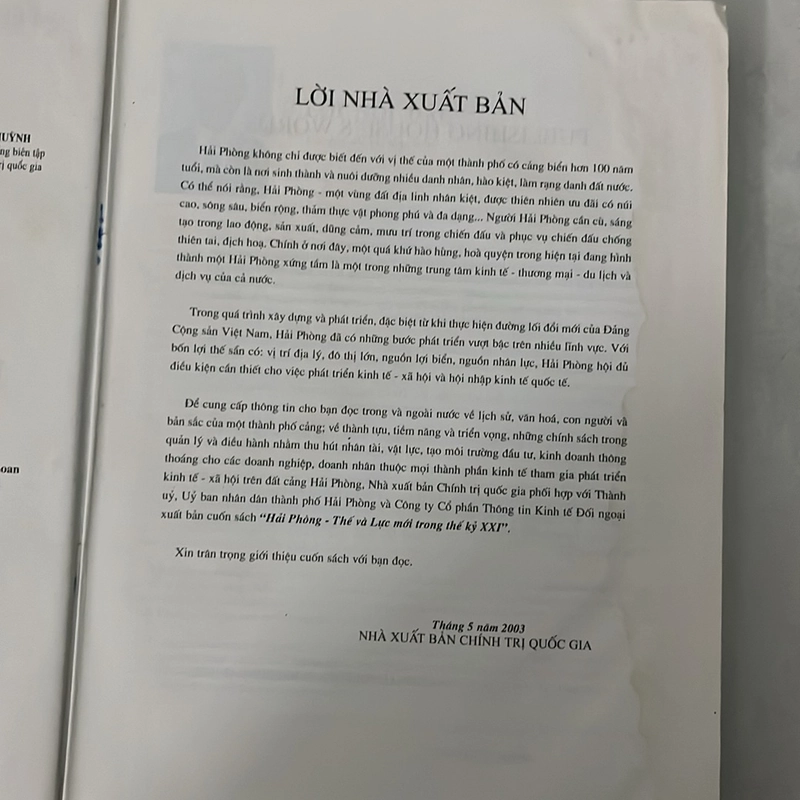 HUỲNH
ng biên tập
rị quốc gia
oan
LỜI NHÀ XUẤT BẢN
Hải Phòng không chỉ được biết đến với vị thế của một thành phố có cảng biển hơn 100 năm
tuổi, mà còn là nơi sinh thành và nuôi dưỡng nhiều danh nhân, hào kiệt, làm rạng danh đất nước.
Có thể nói rằng, Hải Phòng - một vùng đất địa linh nhân kiệt, được thiên nhiên ưu đãi có núi
cao, sông sâu, biển rộng, thảm thực vật phong phú và đa dạng... Người Hải Phòng cần cù, sáng
tạo trong lao động, sản xuất, dũng cảm, mưu trí trong chiến đấu và phục vụ chiến đấu chống
thiên tai, địch hoạ. Chính ở nơi đây, một quá khứ hào hùng, hoà quyện trong hiện tại đang hình
thành một Hải Phòng xứng tầm là một trong những trung tâm kinh tế - thương mại - du lịch và
dịch vụ của cả nước.
Trong quá trình xây dựng và phát triển, đặc biệt từ khi thực hiện đường lối đổi mới của Đảng
Cộng sản Việt Nam, Hải Phòng đã có những bước phát triển vượt bậc trên nhiều lĩnh vực. Với
bốn lợi thế sẵn có: vị trí địa lý, đô thị lớn, nguồn lợi biển, nguồn nhân lực, Hải Phòng hội đủ
điều kiện cần thiết cho việc phát triển kinh tế - xã hội và hội nhập kinh tế quốc tế.
Để cung cấp thông tin cho bạn đọc trong và ngoài nước về lịch sử, văn hoá, con người và
bản sắc của một thành phố cảng; về thành tựu, tiềm năng và triển vọng, những chính sách trong
quản lý và điều hành nhằm thu hút nhân tài, vật lực, tạo môi trường đầu tư, kinh doanh thông
thoáng cho các doanh nghiệp, doanh nhân thuộc mọi thành phần kinh tế tham gia phát triển
kinh tế - xã hội trên đất cảng Hải Phòng, Nhà xuất bản Chính trị quốc gia phối hợp với Thành
uỷ, Uỷ ban nhân dân thành phố Hải Phòng và Công ty Cổ phần Thông tin Kinh tế Đối ngoại
xuất bản cuốn sách "Hải Phòng - Thế và Lực mới trong thế kỷ XXI".
Xin trân trọng giới thiệu cuốn sách với bạn đọc.
Tháng 5 năm 2003
NHÀ XUẤT BẢN CHÍNH TRỊ QUỐC GIA